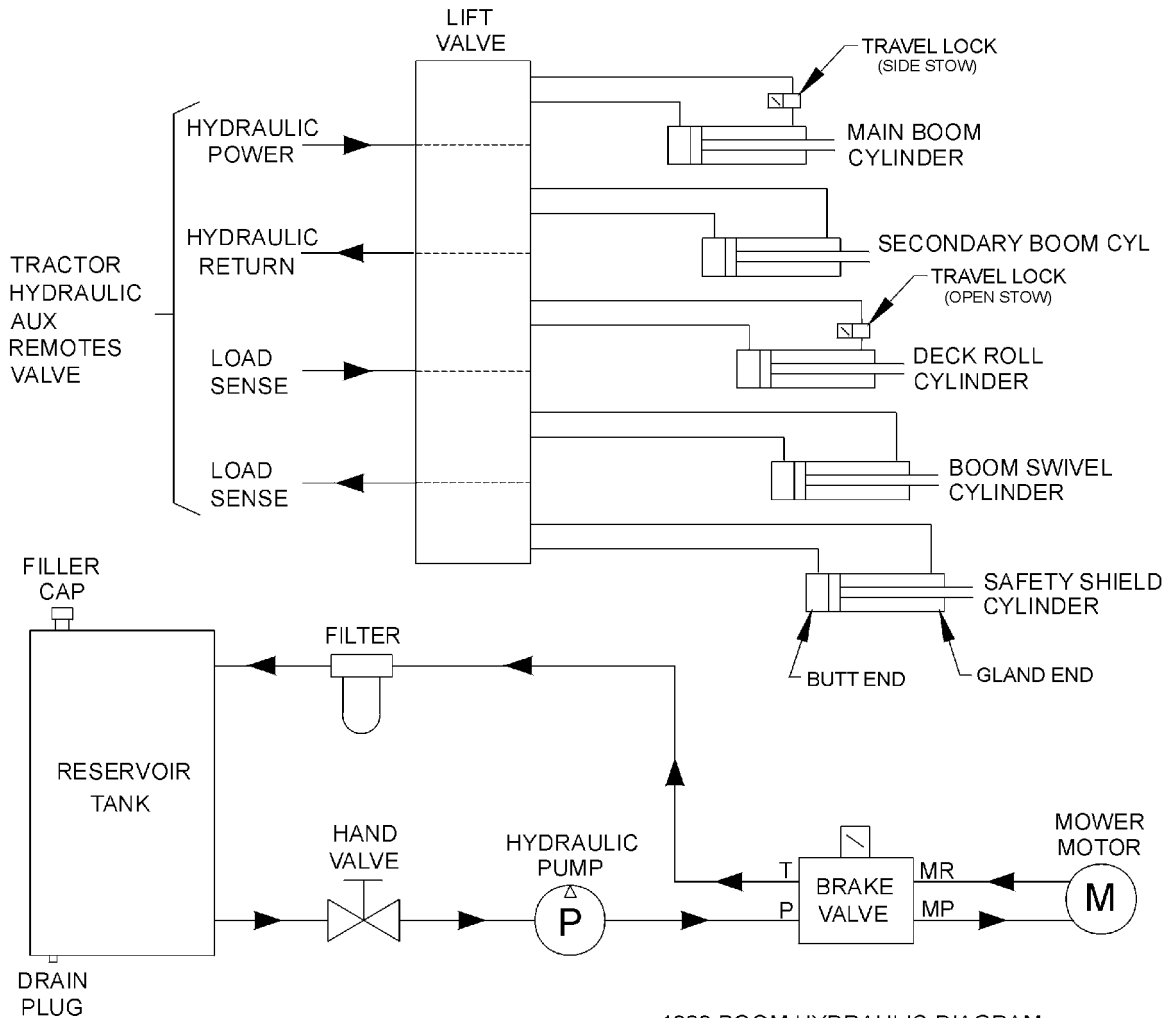 LIFT
VALVE
TRAVEL LOCK
(SIDE STOW)
HYDRAULIC
POWER
MAIN BOOM
CYLINDER
HYDRAULIC
RETURN
SECONDARY BOOM CYL
TRACTOR
HYDRAULIC
AUX
REMOTES
VALVE
TRAVEL LOCK
(OPEN STOW)
LOAD
SENSE
DECK ROLL
CYLINDER
LOAD
SENSE
BOOM SWIVEL
CYLINDER
FILLER
CAP
SAFETY SHIELD
CYLINDER
FILTER
BUTT END
GLAND END
RESERVOIR
TANK
HAND
VALVE
HYDRAULIC
PUMP
P
T
P
BRAKE
VALVE
MR
MP
MOWER
MOTOR
M
DRAIN
PLUG